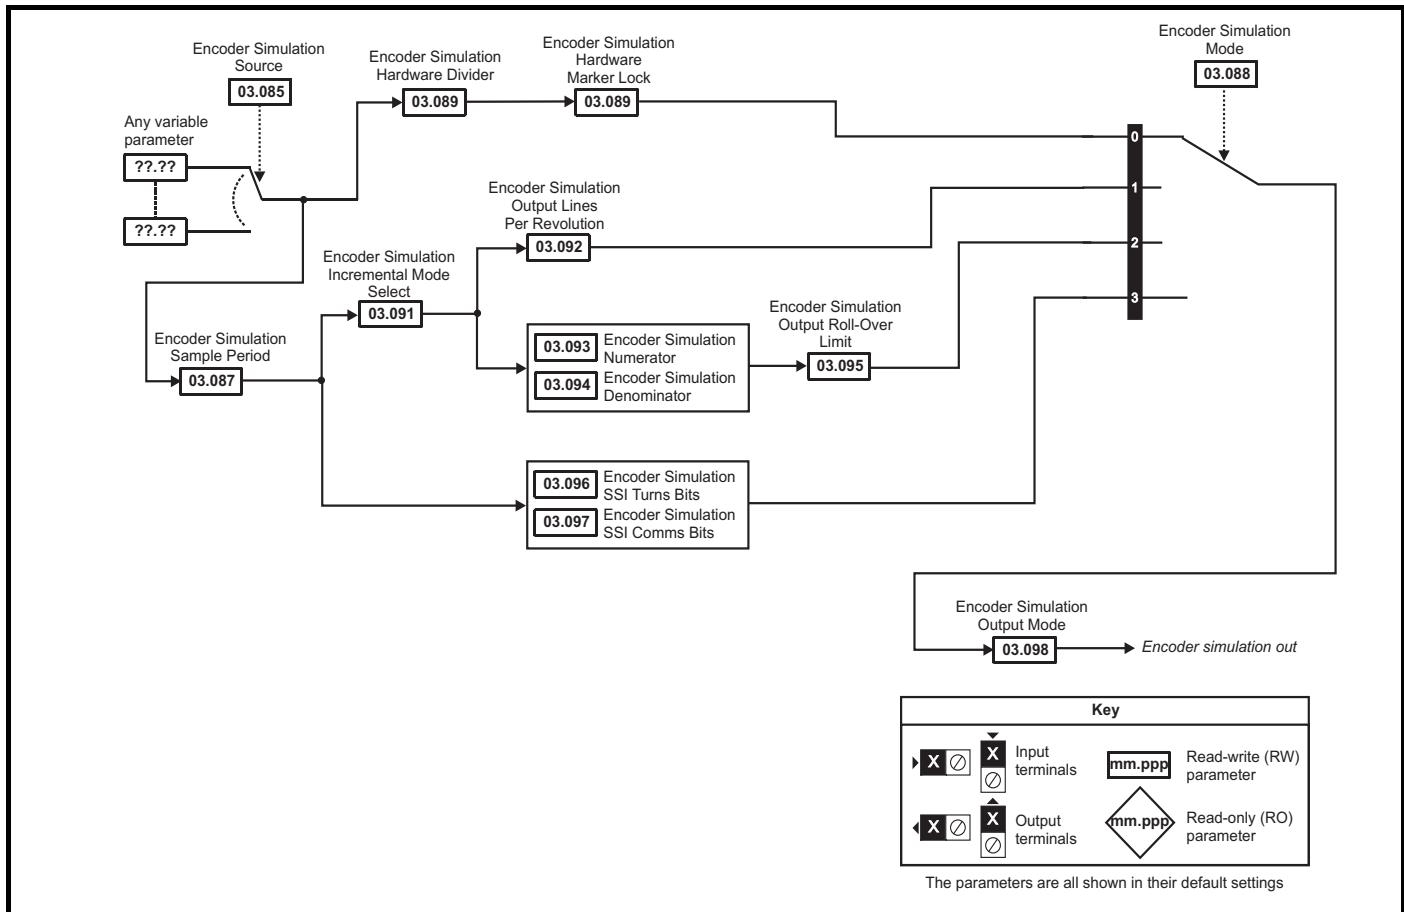 Encoder Simulation
Source
03.085
Encoder Simulation
Hardware Divider
03.089
Encoder Simulation
Hardware
Marker Lock
03.089
Encoder Simulation
Mode
03.088
Any variable
parameter
??.??
??.??
0
1
2
3
Encoder Simulation
Output Lines
Per Revolution
03.092
Encoder Simulation
Incremental Mode
Select
03.091
Encoder Simulation
Sample Period
03.087
03.093
Encoder Simulation
Numerator
03.094
Encoder Simulation
Denominator
Encoder Simulation
Output Roll-Over
Limit
03.095
03.096
Encoder Simulation
SSI Turns Bits
03.097
Encoder Simulation
SSI Comms Bits
Encoder Simulation
Output Mode
03.098
Encoder simulation out
Key
X
X
Input
terminals
mm.ppp
Read-write (RW)
parameter
X
X
Output
terminals
mm.ppp
Read-only (RO)
parameter
The parameters are all shown in their default settings